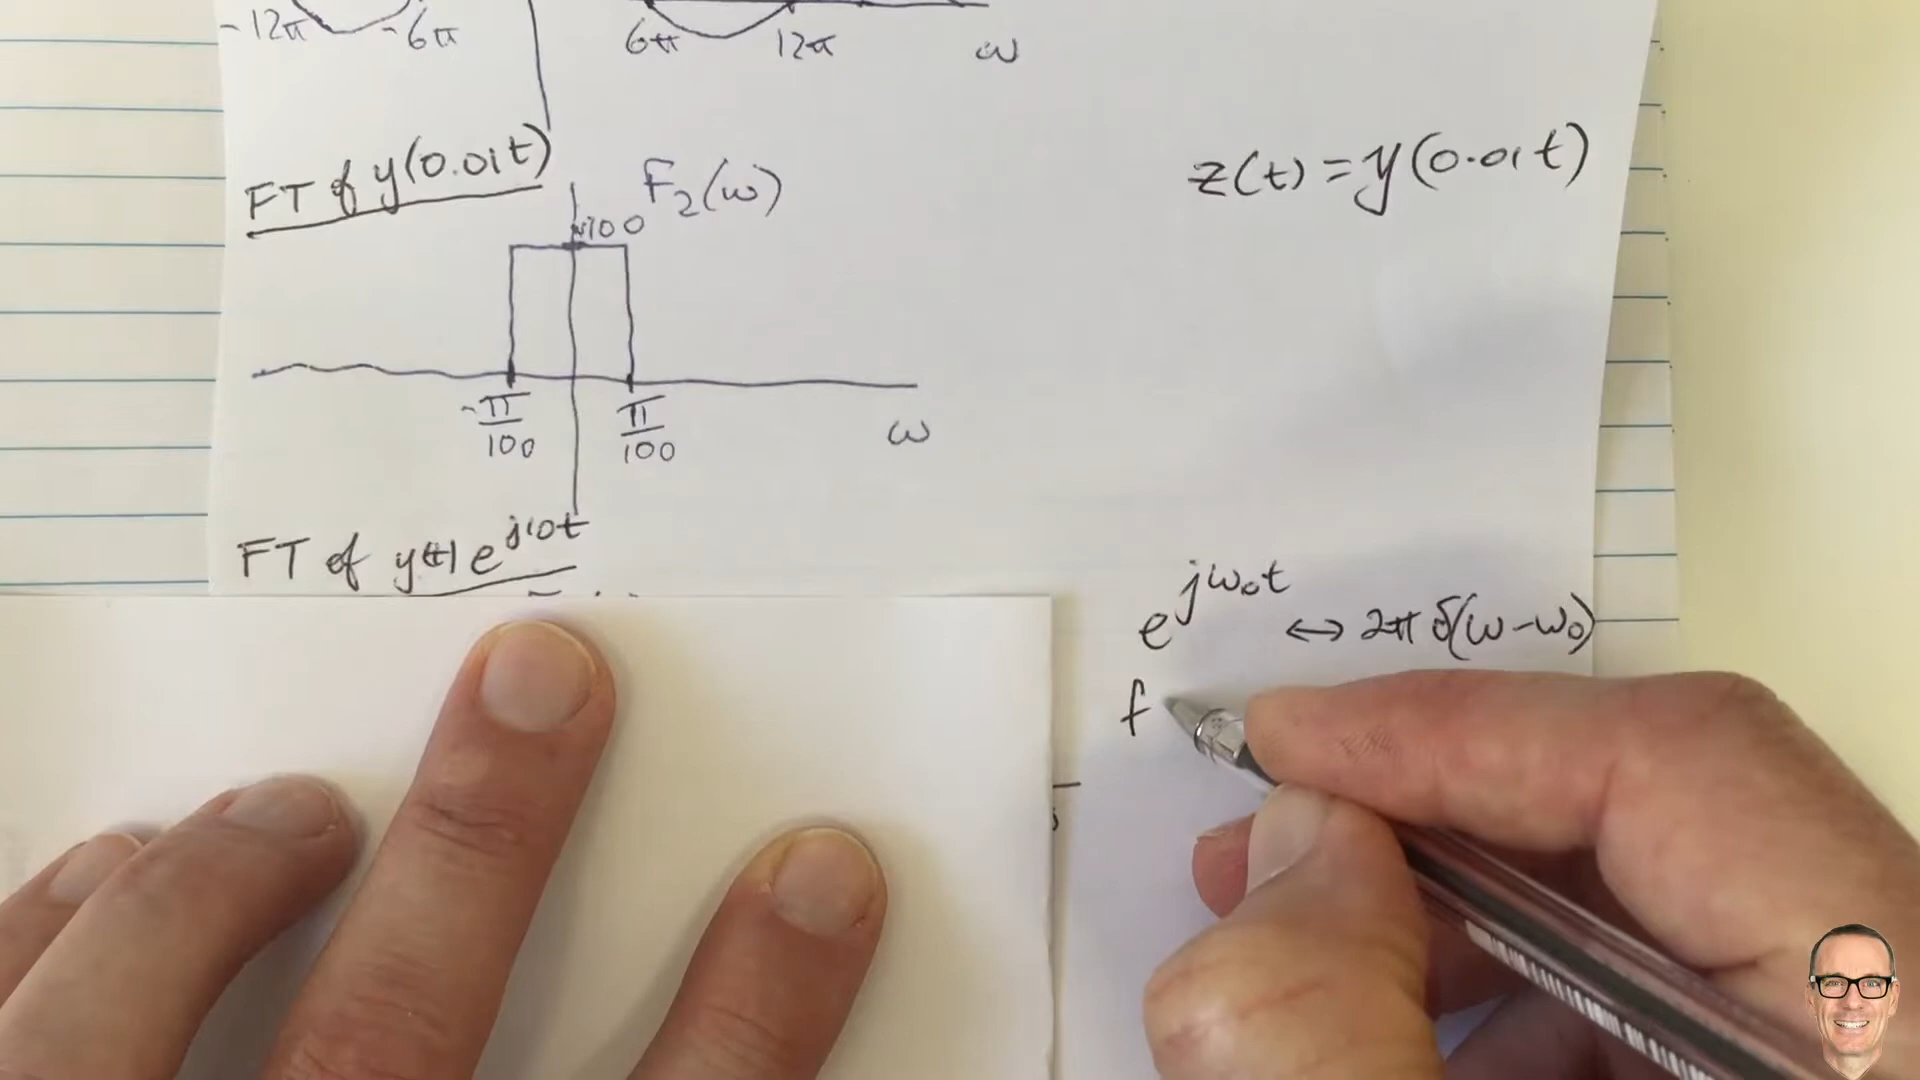 -12π -6π 6π 12π ω
FT of y(0.01t)
F₂(ω)
100
z(t) = y(0.01t)
-π/100 π/100 ω
FT of y(t) e^{j10t}
e^{jω₀t} ↔ 2π δ(ω-ω₀)
f